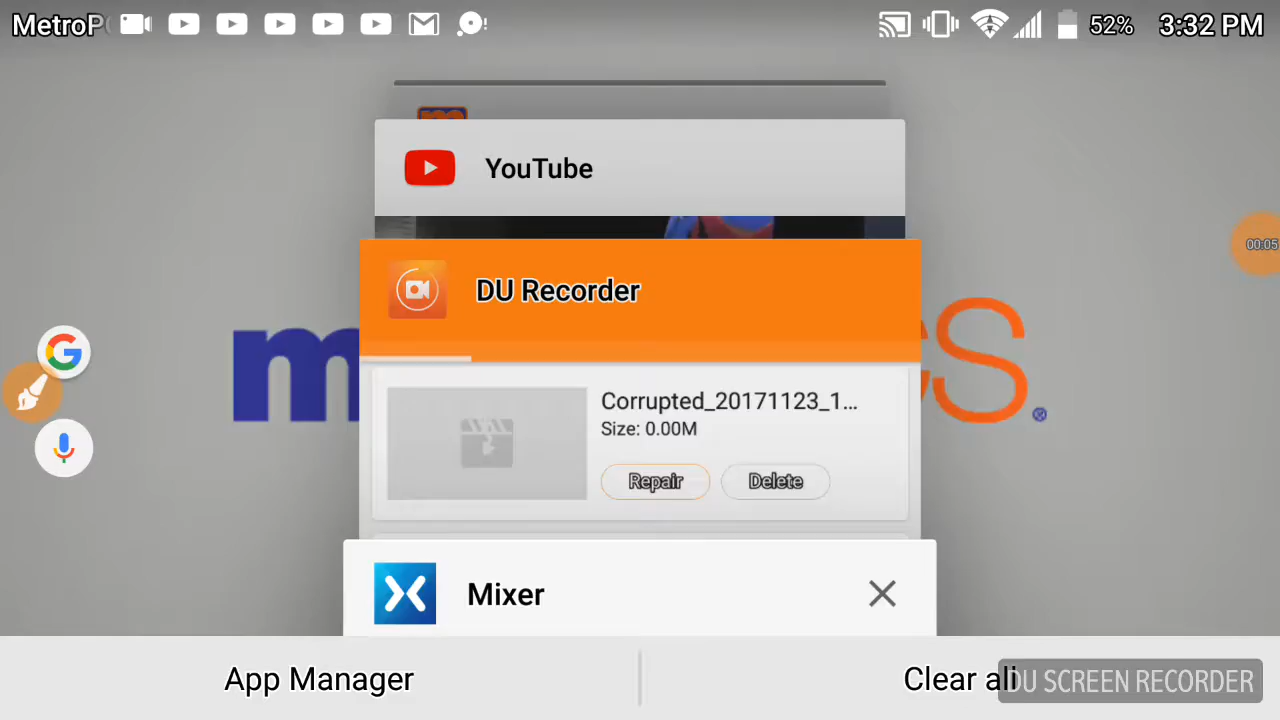 MetroP
52%
3:32 PM
YouTube
00:05
DU Recorder
Corrupted_20171123_1...
Size: 0.00M
Repair
Delete
Mixer
App Manager
Clear all
DU SCREEN RECORDER